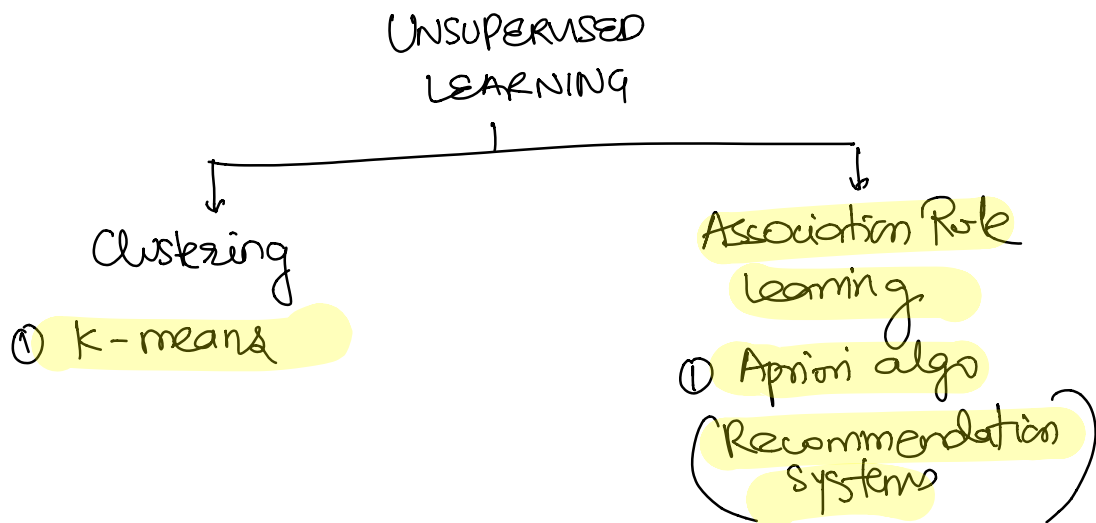 UNSUPERVISED
LEARNING
Clustering
① K-means
Association Rule
Learning
① Apriori algo
(Recommendation
systems)